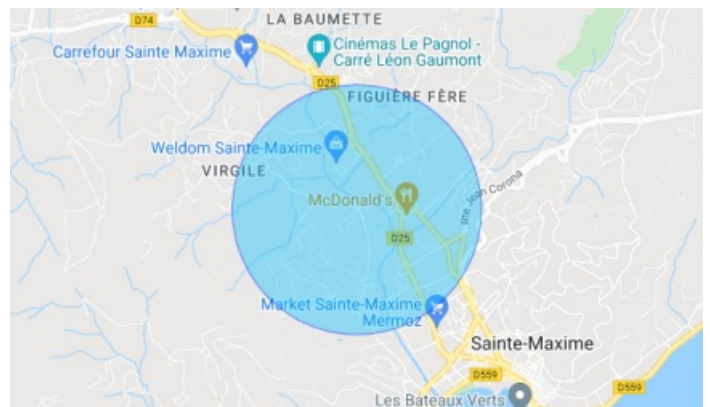 D74
LA BAUMETTE
Carrefour Sainte Maxime
Cinémas Le Pagnol -
Carré Léon Gaumont
D25
FIGUIÈRE FÈRE
Weldom Sainte-Maxime
VIRGILE
McDonald's
Rte Jean Corona
D25
Market Sainte-Maxime
Mermoz
Sainte-Maxime
D559
D559
Les Bateaux Verts